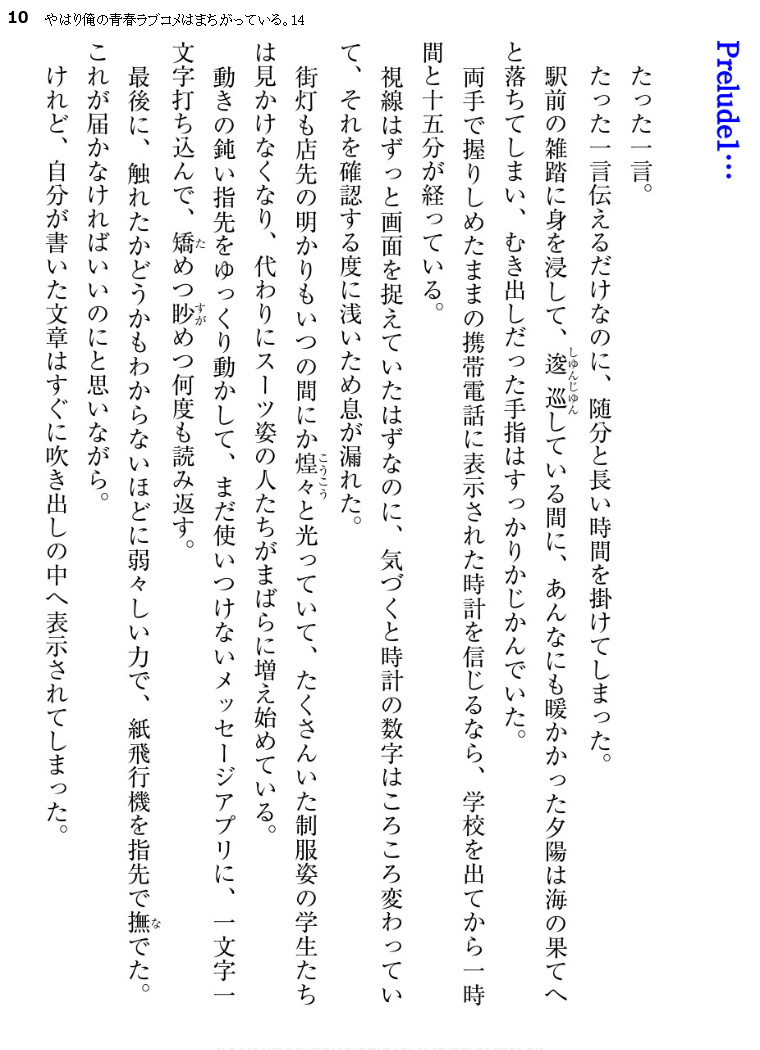 10 やはり俺の青春ラブコメはまちがっている。14
Prelude1…
たった一言。
たった一言伝えるだけなのに、随分と長い時間を掛けてしまった。
駅前の雑踏に身を浸して、逡巡している間に、あんなにも暖かかった夕陽は海の果てへ
と落ちてしまい、むき出しだった手指はすっかりかじかんでいた。
両手で握りしめたままの携帯電話に表示された時計を信じるなら、学校を出てから一時
間と十五分が経っている。
視線はずっと画面を捉えていたはずなのに、気づくと時計の数字はころころ変わってい
て、それを確認する度に浅いため息が漏れた。
街灯も店先の明かりもいつの間にか煌々と光っていて、たくさんいた制服姿の学生たち
は見かけなくなり、代わりにスーツ姿の人たちがまばらに増え始めている。
動きの鈍い指先をゆっくり動かして、まだ使いつけないメッセージアプリに、一文字一
文字打ち込んで、矯めつ眇めつ何度も読み返す。
最後に、触れたかどうかもわからないほどに弱々しい力で、紙飛行機を指先で撫でた。
これが届かなければいいのにと思いながら。
けれど、自分が書いた文章はすぐに吹き出しの中へ表示されてしまった。